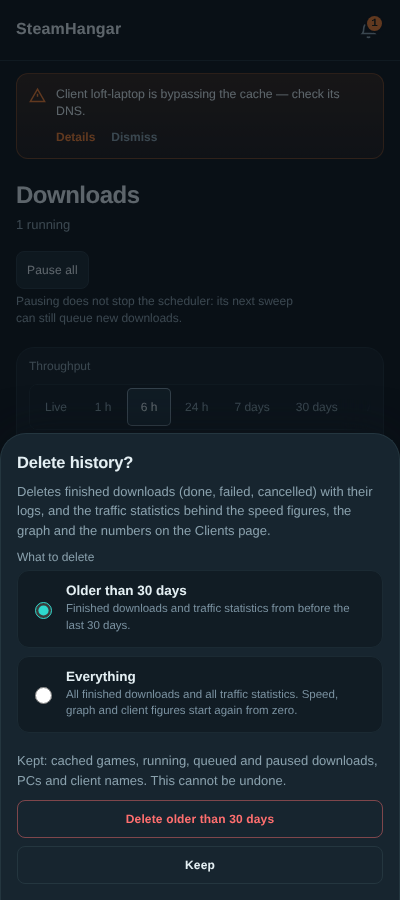 SteamHangar
1
Client loft-laptop is bypassing the cache — check its
DNS.
Details Dismiss
Downloads
1 running
Pause all
Pausing does not stop the scheduler: its next sweep
can still queue new downloads.
Throughput
Live 1 h 6 h 24 h 7 days 30 days
Delete history?
Deletes finished downloads (done, failed, cancelled) with their
logs, and the traffic statistics behind the speed figures, the
graph and the numbers on the Clients page.
What to delete
Older than 30 days
Finished downloads and traffic statistics from before the
last 30 days.
Everything
All finished downloads and all traffic statistics. Speed,
graph and client figures start again from zero.
Kept: cached games, running, queued and paused downloads,
PCs and client names. This cannot be undone.
Delete older than 30 days
Keep